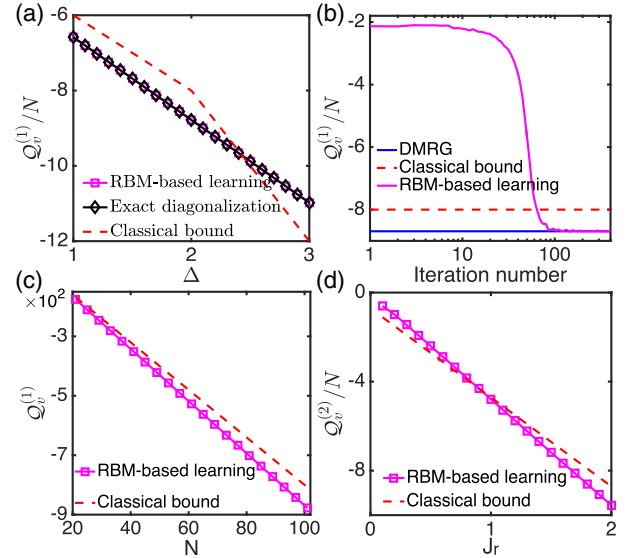 (a)
-6
-8
-10
-12
Q_v^(1)/N
RBM-based learning
Exact diagonalization
Classical bound
1 2 3
Δ
(b)
-2
-4
-6
-8
Q_v^(1)/N
DMRG
Classical bound
RBM-based learning
1 10 100
Iteration number
(c)
×10²
-3
-5
-7
-9
Q_v^(1)
RBM-based learning
Classical bound
20 40 60 80 100
N
(d)
0
-4
-8
Q_v^(2)/N
RBM-based learning
Classical bound
0 1 2
J_r